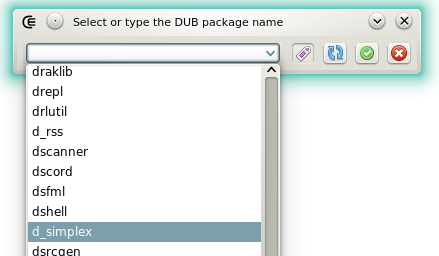 Select or type the DUB package name
draklib
drepl
drlutil
d_rss
dscanner
dscord
dsfml
dshell
d_simplex
dsrcgen